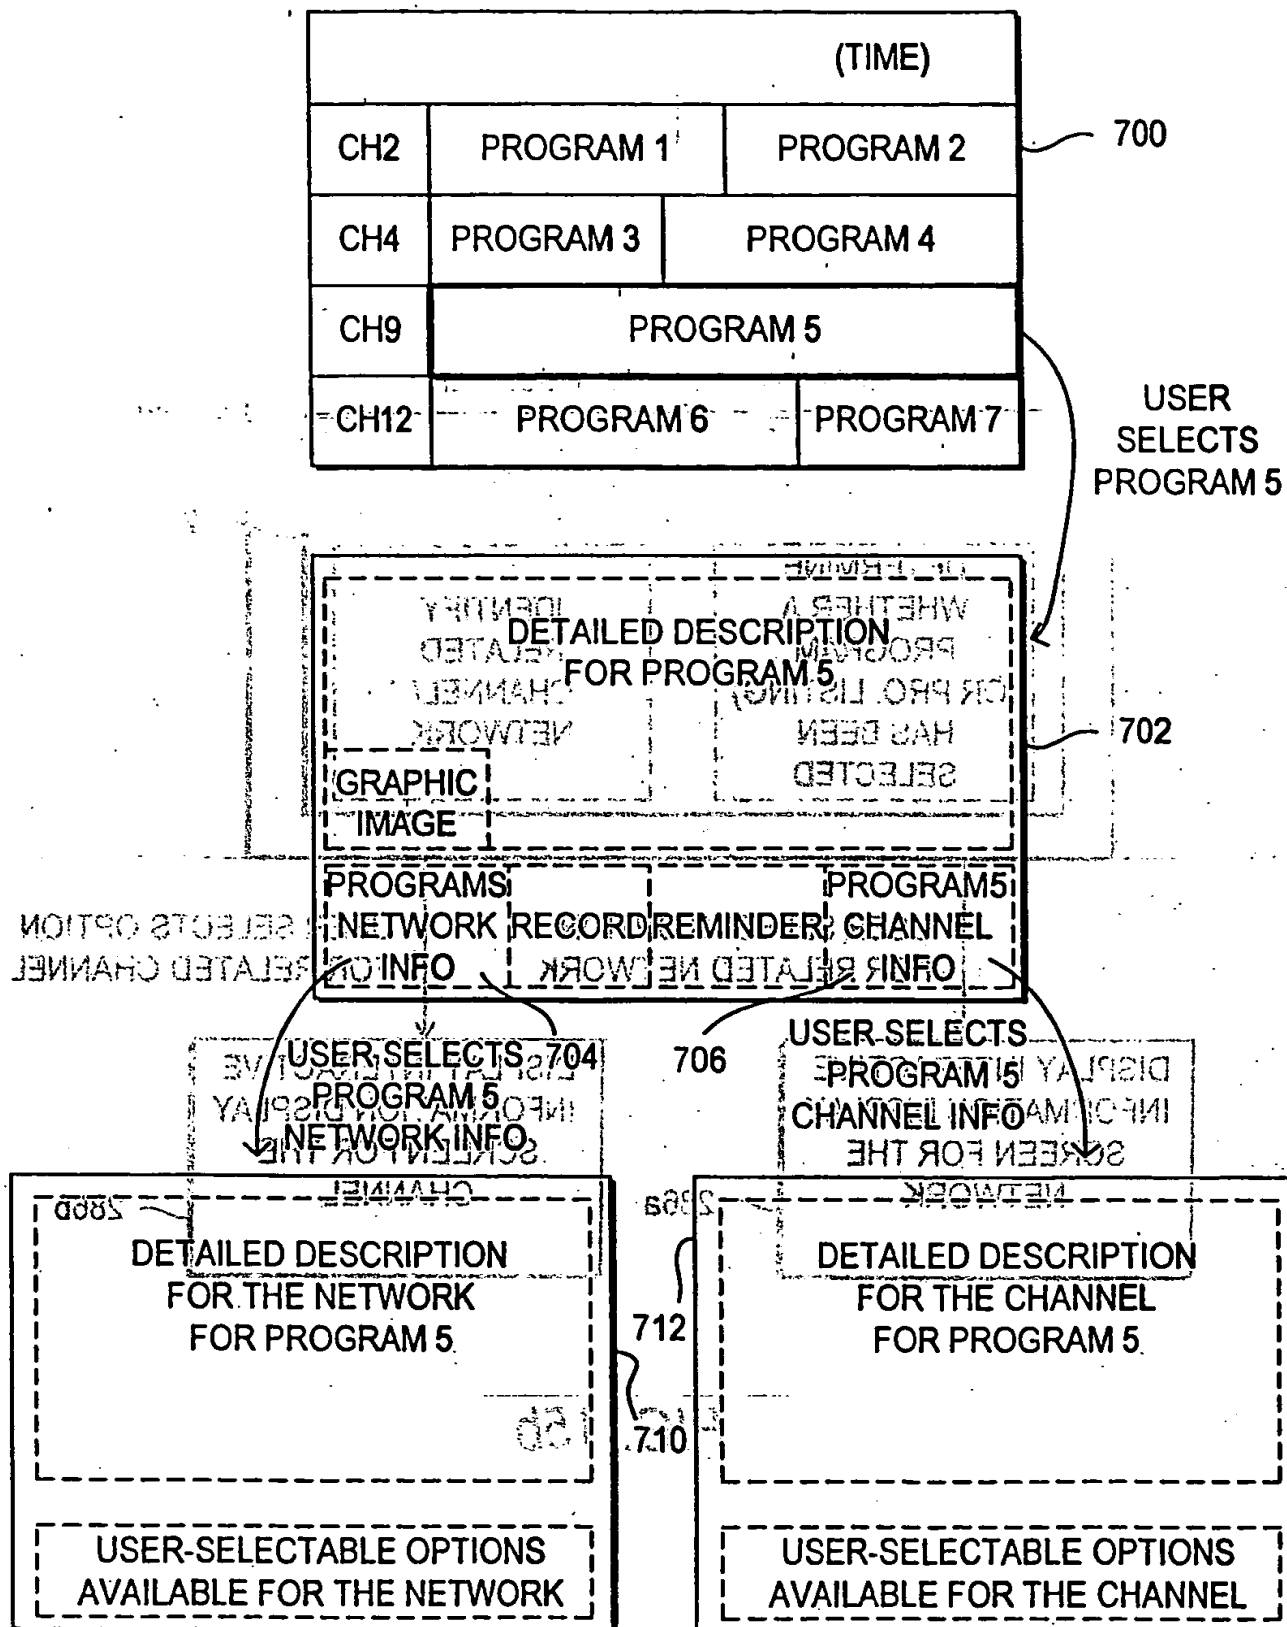 (TIME)
CH2 PROGRAM 1 PROGRAM 2
700
CH4 PROGRAM 3 PROGRAM 4
CH9 PROGRAM 5
CH12 PROGRAM 6 PROGRAM 7
USER
SELECTS
PROGRAM 5
DETAILED DESCRIPTION
FOR PROGRAM 5
702
GRAPHIC
IMAGE
PROGRAMS
NETWORK
INFO
RECORD
REMINDER
PROGRAM5
CHANNEL
INFO
704
706
USER SELECTS
PROGRAM 5
NETWORK INFO
USER SELECTS
PROGRAM 5
CHANNEL INFO
DETAILED DESCRIPTION
FOR THE NETWORK
FOR PROGRAM 5
710
USER-SELECTABLE OPTIONS
AVAILABLE FOR THE NETWORK
712
DETAILED DESCRIPTION
FOR THE CHANNEL
FOR PROGRAM 5
USER-SELECTABLE OPTIONS
AVAILABLE FOR THE CHANNEL